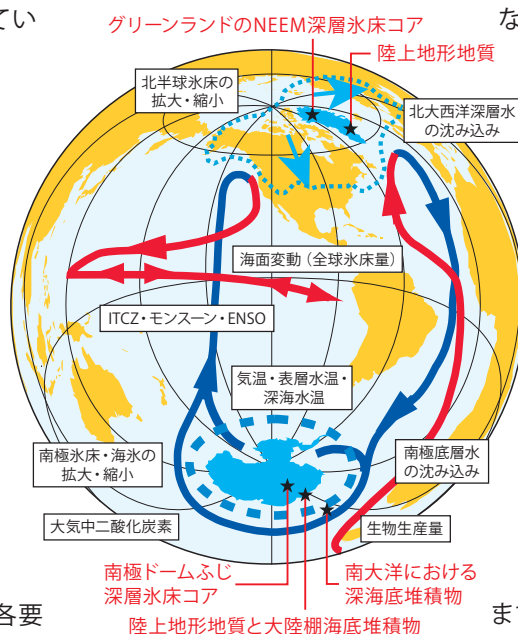 てい
な
グリーンランドのNEEM深層氷床コア
陸上地形地質
北半球氷床の
拡大・縮小
北大西洋深層水
の沈み込み
海面変動（全球氷床量）
ITCZ・モンスーン・ENSO
気温・表層水温・
深海水温
南極氷床・海氷の
拡大・縮小
南極底層水
の沈み込み
大気中二酸化炭素
生物生産量
南極ドームふじ
深層氷床コア
南大洋における
深海底堆積物
陸上地形地質と大陸棚海底堆積物
各要
ます